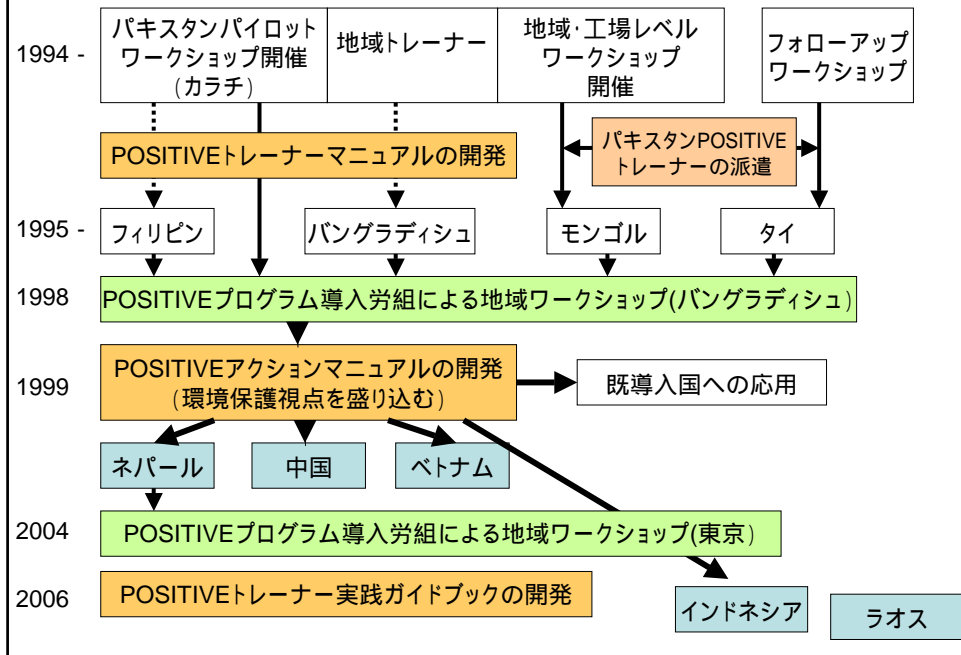 1994 -
パキスタンパイロット
ワークショップ開催
(カラチ)
地域トレーナー
地域・工場レベル
ワークショップ
開催
フォローアップ
ワークショップ
POSITIVEトレーナーマニュアルの開発
パキスタンPOSITIVE
トレーナーの派遣
1995 -
フィリピン
バングラディシュ
モンゴル
タイ
1998
POSITIVEプログラム導入労組による地域ワークショップ(バングラディシュ)
1999
POSITIVEアクションマニュアルの開発
(環境保護視点を盛り込む)
既導入国への応用
ネパール
中国
ベトナム
2004
POSITIVEプログラム導入労組による地域ワークショップ(東京)
2006
POSITIVEトレーナー実践ガイドブックの開発
インドネシア
ラオス